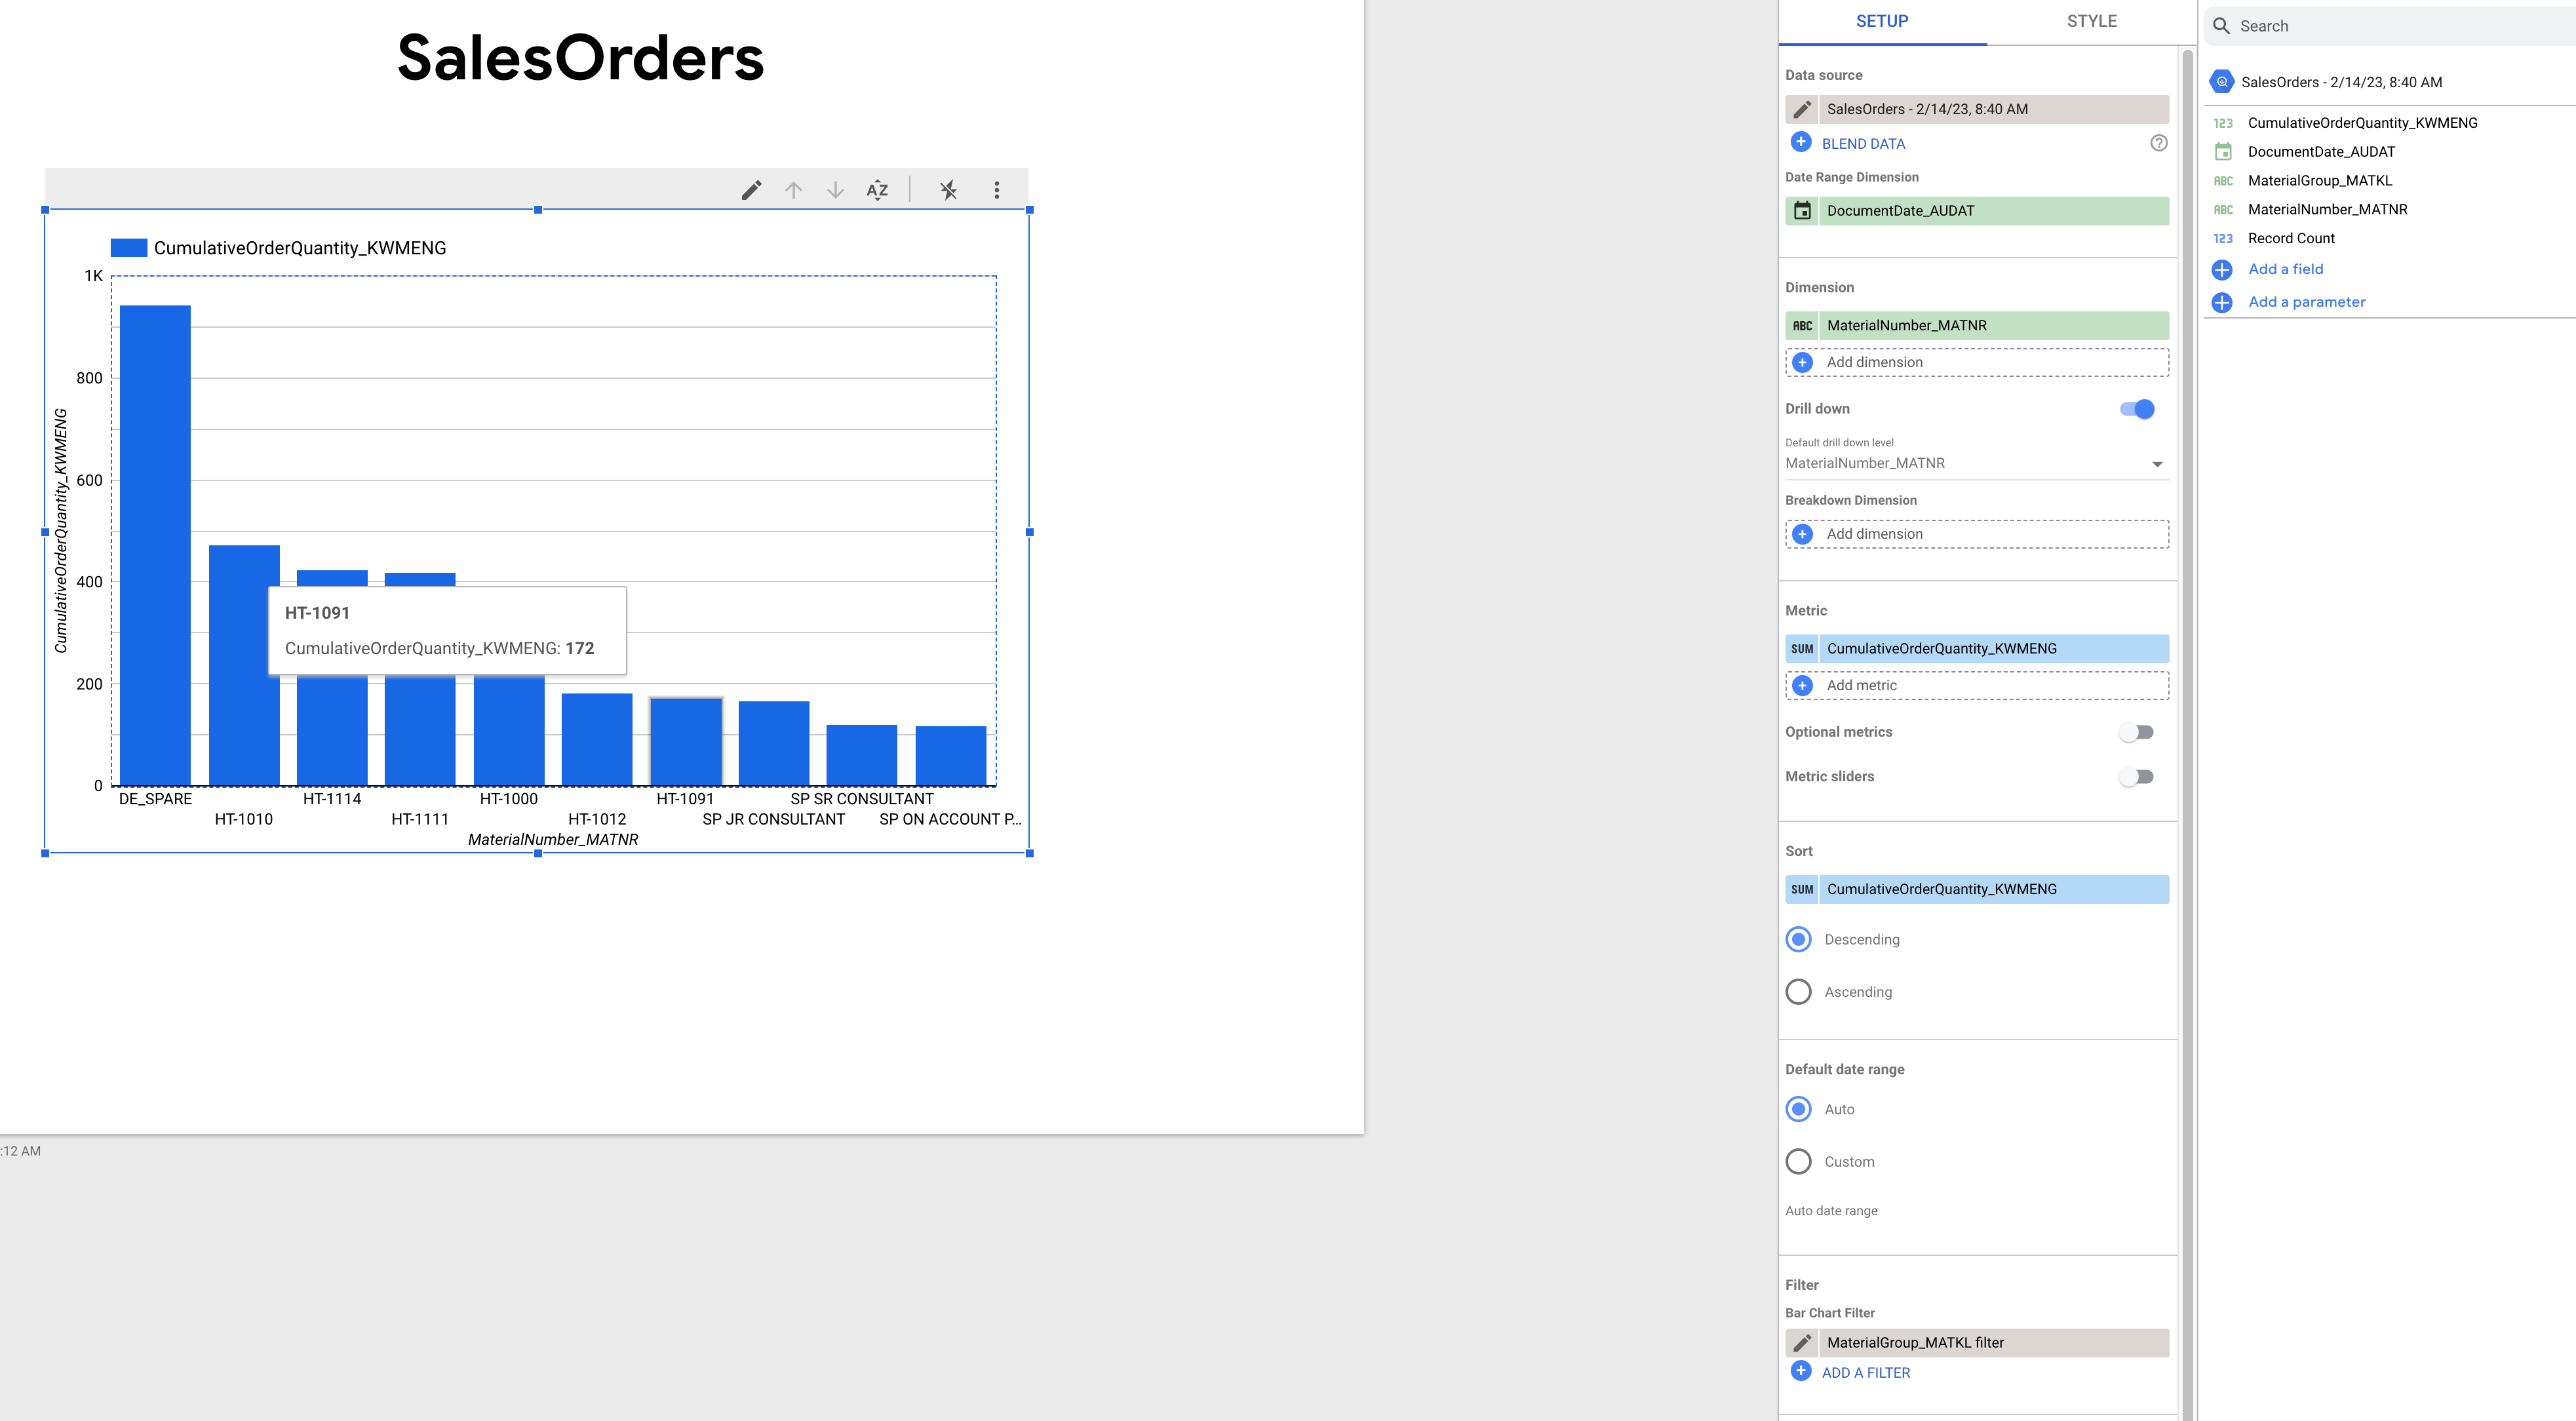 SalesOrders
CumulativeOrderQuantity_KWMENG
1K
800
600
400
200
0
CumulativeOrderQuantity_KWMENG
HT-1091
CumulativeOrderQuantity_KWMENG: 172
DE_SPARE
HT-1010
HT-1114
HT-1111
HT-1000
HT-1012
HT-1091
SP JR CONSULTANT
SP SR CONSULTANT
SP ON ACCOUNT P...
MaterialNumber_MATNR
:12 AM
SETUP
STYLE
Data source
SalesOrders - 2/14/23, 8:40 AM
BLEND DATA
Date Range Dimension
DocumentDate_AUDAT
Dimension
ABC MaterialNumber_MATNR
Add dimension
Drill down
Default drill down level
MaterialNumber_MATNR
Breakdown Dimension
Add dimension
Metric
SUM CumulativeOrderQuantity_KWMENG
Add metric
Optional metrics
Metric sliders
Sort
SUM CumulativeOrderQuantity_KWMENG
Descending
Ascending
Default date range
Auto
Custom
Auto date range
Filter
Bar Chart Filter
MaterialGroup_MATKL filter
ADD A FILTER
Search
SalesOrders - 2/14/23, 8:40 AM
123 CumulativeOrderQuantity_KWMENG
DocumentDate_AUDAT
ABC MaterialGroup_MATKL
ABC MaterialNumber_MATNR
123 Record Count
Add a field
Add a parameter